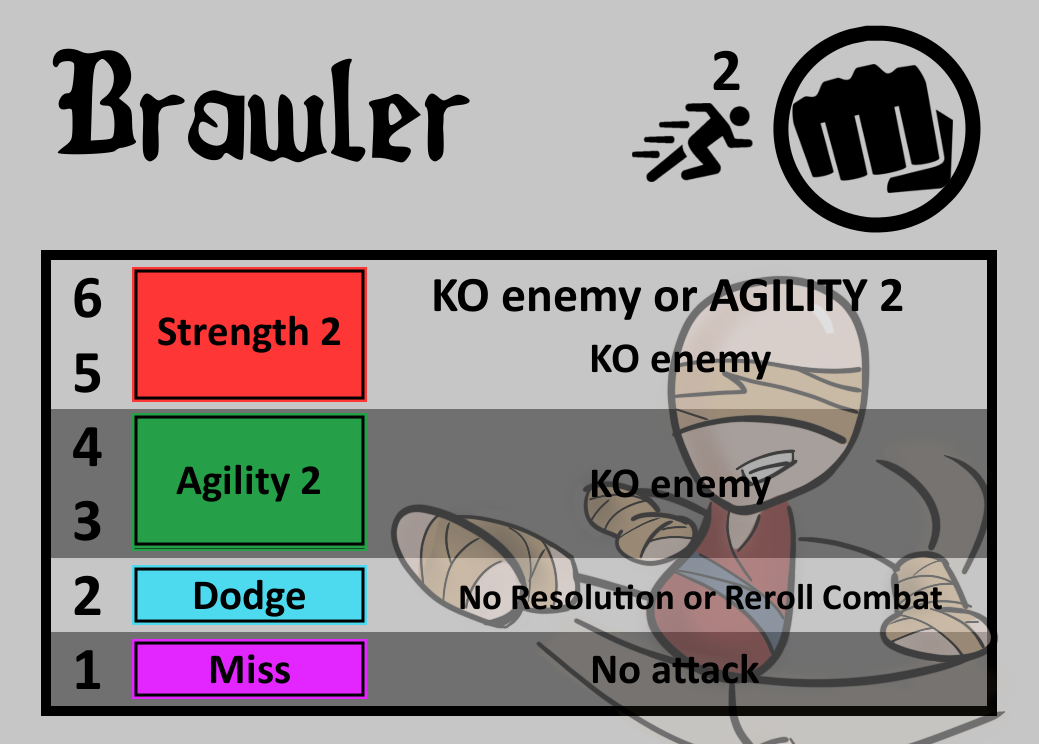 Brawler
2
6
5
Strength 2
KO enemy or AGILITY 2
KO enemy
4
3
Agility 2
KO enemy
2
Dodge
No Resolution or Reroll Combat
1
Miss
No attack